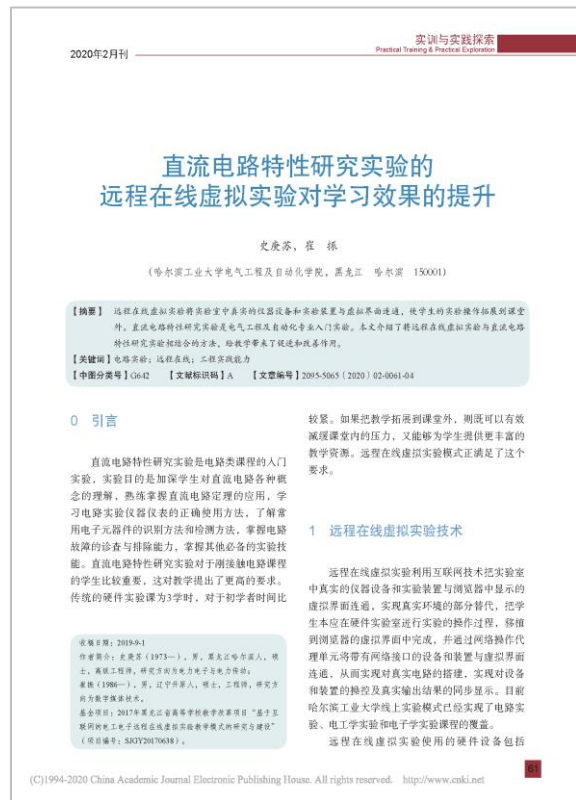 2020年2月刊
实训与实践探索
Practical Training & Practical Exploration
直流电路特性研究实验的
远程在线虚拟实验对学习效果的提升
史庚苏，崔 振
（哈尔滨工业大学电气工程及自动化学院，黑龙江 哈尔滨 150001）
【摘要】 远程在线虚拟实验将实验室中真实的仪器设备和实验装置与虚拟界面连通，使学生的实验操作拓展到课堂
外。直流电路特性研究实验是电气工程及自动化专业入门实验。本文介绍了将远程在线虚拟实验与直流电路
特性研究实验相结合的方法，给教学带来了促进和改善作用。
【关键词】电路实验；远程在线；工程实践能力
【中图分类号】G642 【文献标识码】A 【文章编号】2095-5065（2020）02-0061-04
0 引言
直流电路特性研究实验是电路类课程的入门
实验，实验目的是加深学生对直流电路各种概
念的理解，熟练掌握直流电路定理的应用，学
习电路实验仪器仪表的正确使用方法，了解常
用电子元器件的识别方法和检测方法，掌握电路
故障的诊查与排除能力，掌握其他必备的实验技
能。直流电路特性研究实验对于刚接触电路课程
的学生比较重要，这对教学提出了更高的要求。
传统的硬件实验课为3学时，对于初学者时间比
收稿日期：2019-9-1
作者简介：史庚苏（1973—），男，黑龙江哈尔滨人，硕
士，高级工程师，研究方向为电力电子与电力传动；
崔振（1986—），男，辽宁开原人，硕士，工程师，研究方
向为数字媒体技术。
基金项目：2017年黑龙江省高等学校教学改革项目“基于互
联网的电工电子远程在线虚拟实验教学模式的研究与建设”
（项目编号：SJGY20170638）。
较紧。如果把教学拓展到课堂外，则既可以有效
减缓课堂内的压力，又能够为学生提供更丰富的
教学资源。远程在线虚拟实验模式正满足了这个
要求。
1 远程在线虚拟实验技术
远程在线虚拟实验利用互联网技术把实验室
中真实的仪器设备和实验装置与浏览器中显示的
虚拟界面连通，实现真实环境的部分替代，把学
生本应在硬件实验室进行实验的操作过程，移植
到浏览器的虚拟界面中完成，并通过网络操作代
理单元将带有网络接口的设备和装置与虚拟界面
连通，从而实现对真实电路的搭建，实现对设备
和装置的操控及真实输出结果的同步显示。目前
哈尔滨工业大学线上实验模式已经实现了电路实
验、电工学实验和电子学实验课程的覆盖。
远程在线虚拟实验使用的硬件设备包括
61
(C)1994-2020 China Academic Journal Electronic Publishing House. All rights reserved. http://www.cnki.net